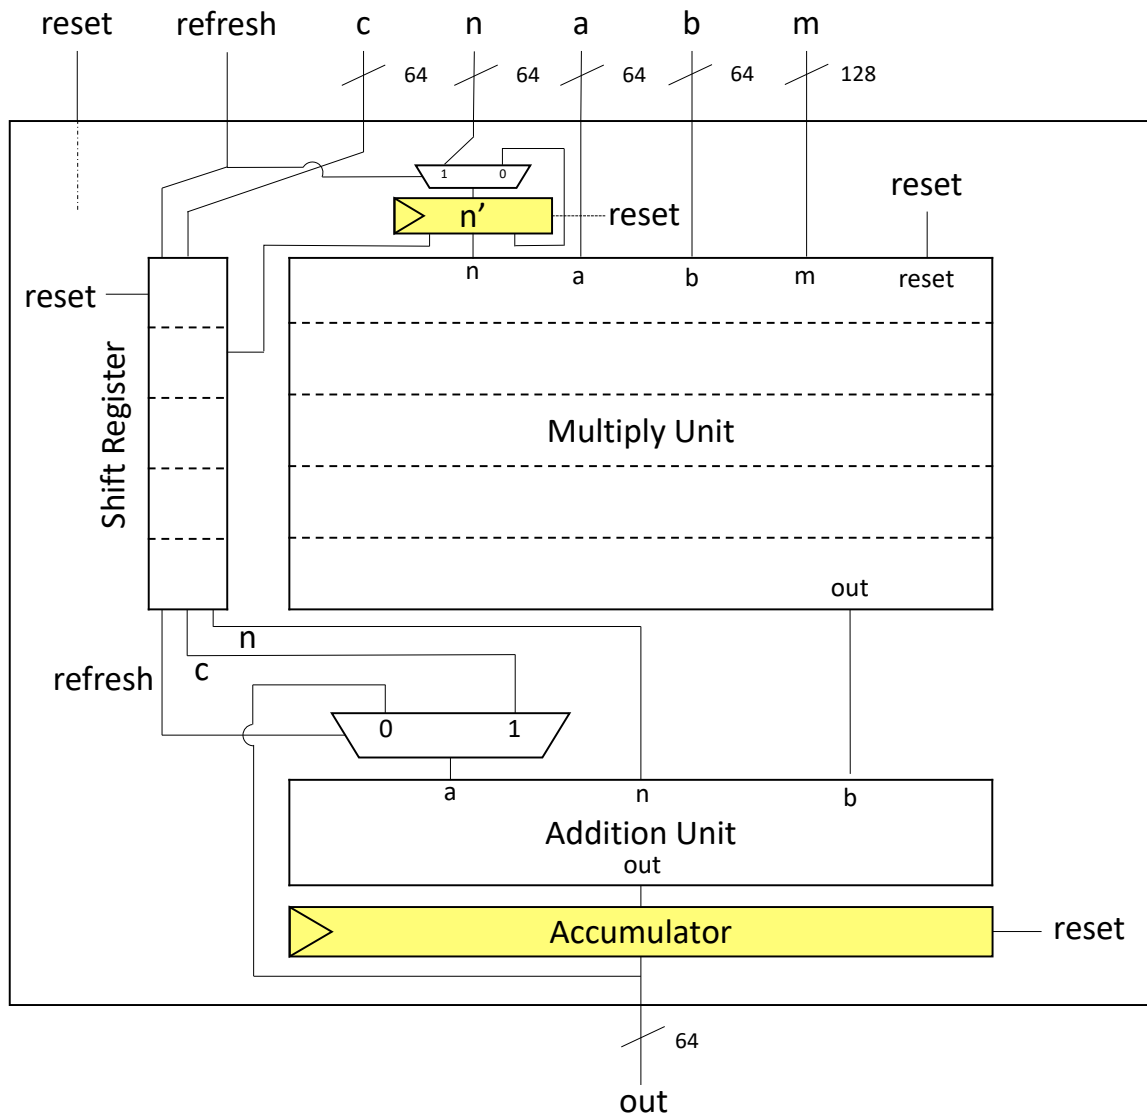 reset refresh c n a b m
64 64 64 64 128
1 0
reset
n’ reset
n a b m reset
reset
Shift Register
Multiply Unit
out
n
c
refresh
0 1
a n b
Addition Unit
out
Accumulator reset
64
out